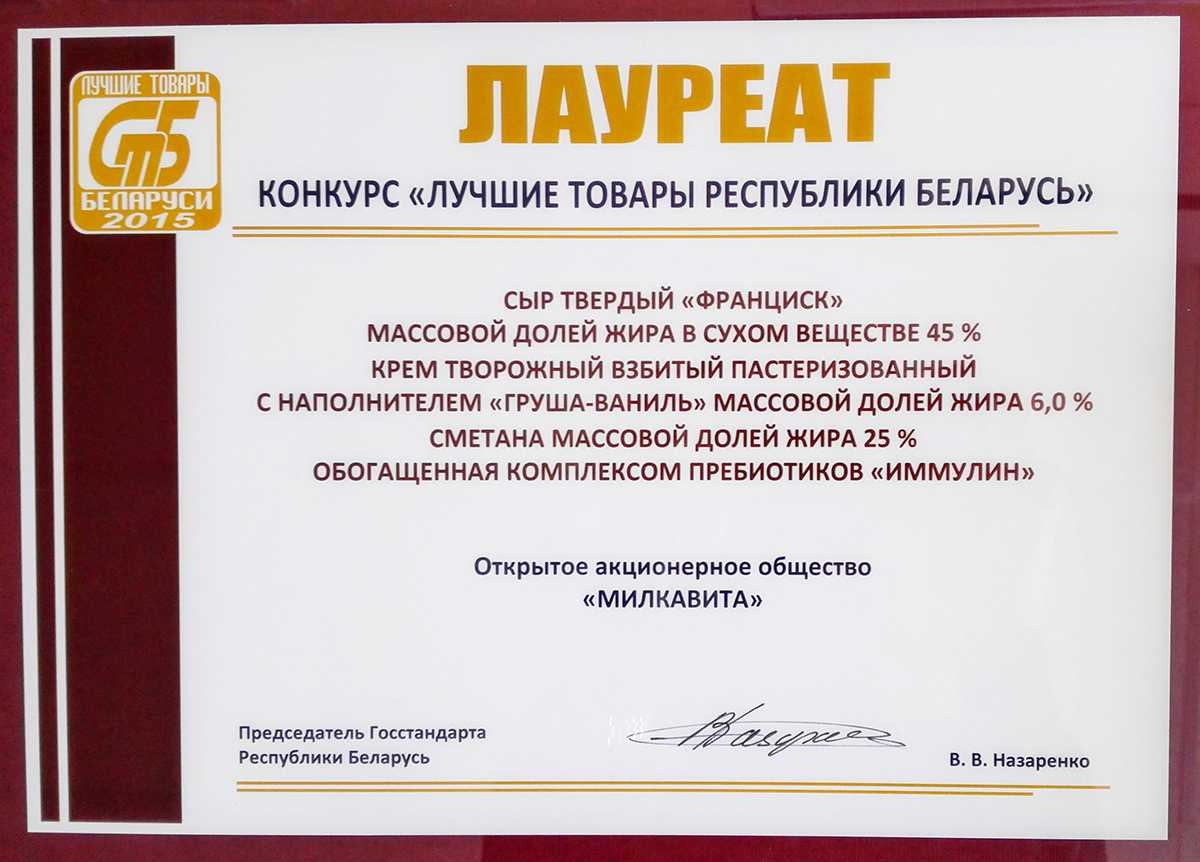 ЛУЧШИЕ ТОВАРЫ
СТБ
БЕЛАРУСИ
2015
ЛАУРЕАТ
КОНКУРС «ЛУЧШИЕ ТОВАРЫ РЕСПУБЛИКИ БЕЛАРУСЬ»
СЫР ТВЕРДЫЙ «ФРАНЦИСК»
МАССОВОЙ ДОЛЕЙ ЖИРА В СУХОМ ВЕЩЕСТВЕ 45 %
КРЕМ ТВОРОЖНЫЙ ВЗБИТЫЙ ПАСТЕРИЗОВАННЫЙ
С НАПОЛНИТЕЛЕМ «ГРУША-ВАНИЛЬ» МАССОВОЙ ДОЛЕЙ ЖИРА 6,0 %
СМЕТАНА МАССОВОЙ ДОЛЕЙ ЖИРА 25 %
ОБОГАЩЕННАЯ КОМПЛЕКСОМ ПРЕБИОТИКОВ «ИММУЛИН»
Открытое акционерное общество
«МИЛКАВИТА»
Председатель Госстандарта
Республики Беларусь
В. В. Назаренко